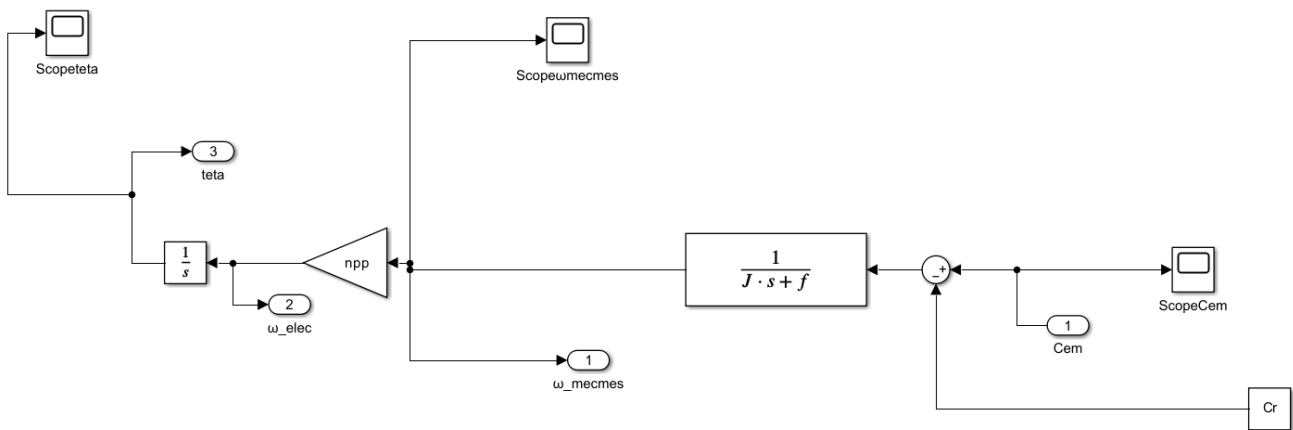 Scopeteta
Scopeωmecmes
3
teta
1
s
npp
2
ω_elec
1
J · s + f
_+
1
Cem
ScopeCem
1
ω_mecmes
Cr